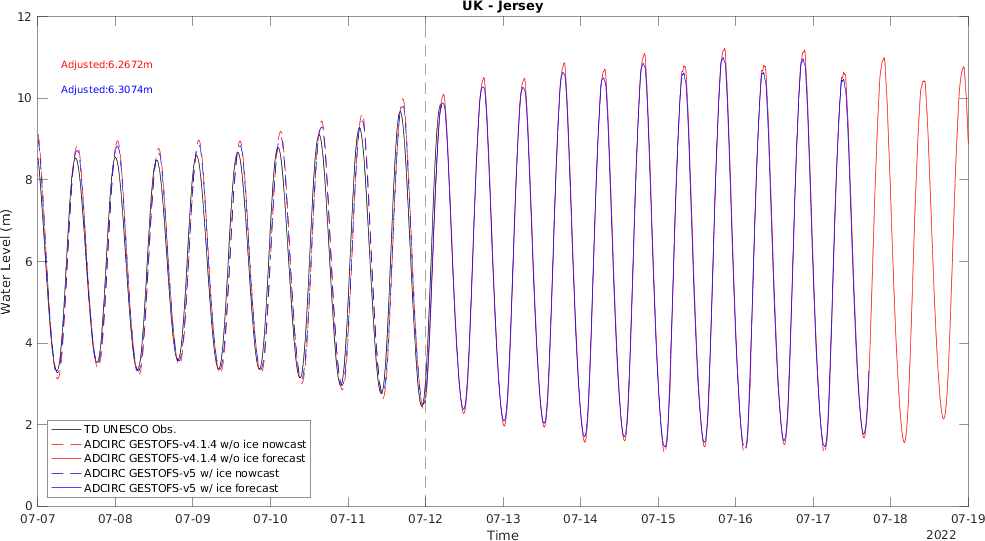 UK - Jersey
12
10
8
6
4
2
0
Water Level (m)
Adjusted:6.2672m
Adjusted:6.3074m
TD UNESCO Obs.
ADCIRC GESTOFS-v4.1.4 w/o ice nowcast
ADCIRC GESTOFS-v4.1.4 w/o ice forecast
ADCIRC GESTOFS-v5 w/ ice nowcast
ADCIRC GESTOFS-v5 w/ ice forecast
07-07 07-08 07-09 07-10 07-11 07-12 07-13 07-14 07-15 07-16 07-17 07-18 07-19
Time
2022